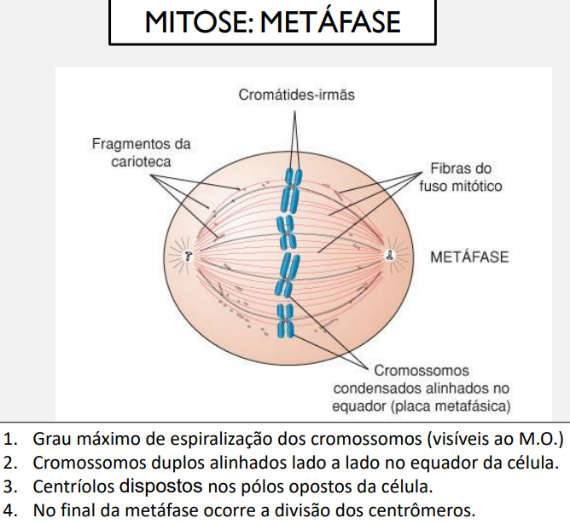 MITOSE: METÁFASE
Cromátides-irmãs
Fragmentos da
carioteca
Fibras do
fuso mitótico
METÁFASE
Cromossomos
condensados alinhados no
equador (placa metafásica)
1. Grau máximo de espiralização dos cromossomos (visíveis ao M.O.)
2. Cromossomos duplos alinhados lado a lado no equador da célula.
3. Centríolos dispostos nos pólos opostos da célula.
4. No final da metáfase ocorre a divisão dos centrômeros.